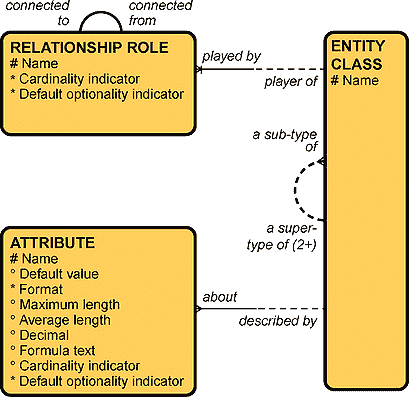 connected to
connected from
RELATIONSHIP ROLE
# Name
* Cardinality indicator
* Default optionality indicator
played by
player of
ENTITY
CLASS
# Name
a sub-type
of
a super-
type of (2+)
ATTRIBUTE
# Name
° Default value
* Format
° Maximum length
° Average length
° Decimal
° Formula text
° Cardinality indicator
* Default optionality indicator
about
described by